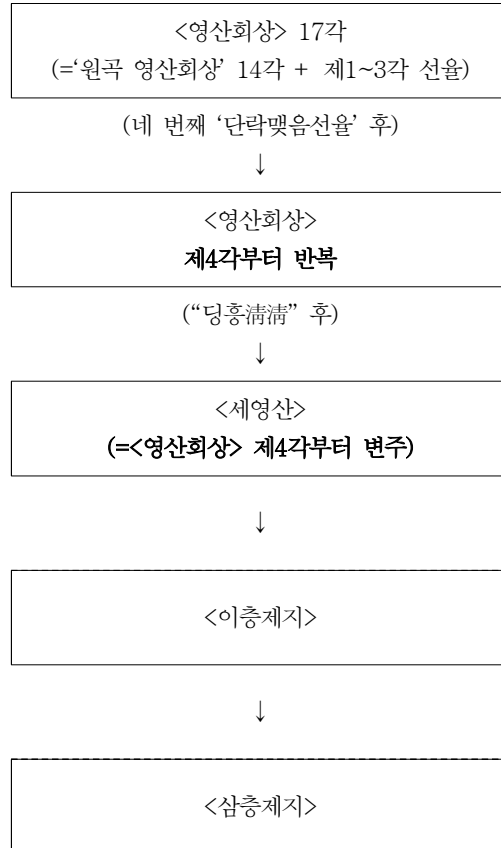 <영산회상> 17각
(=‘원곡 영산회상’ 14각 + 제1~3각 선율)
(네 번째 ‘단락맺음선율’ 후)
↓
<영산회상>
제4각부터 반복
(“딩흥淸淸” 후)
↓
<세영산>
(=<영산회상> 제4각부터 변주)
↓
<이층제지>
↓
<삼층제지>